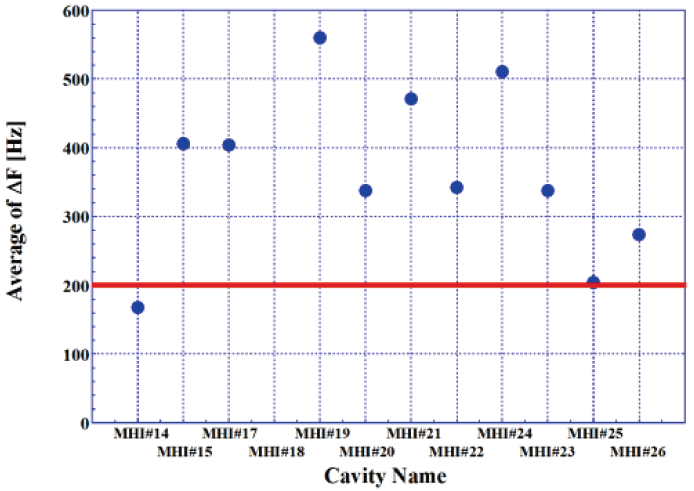 600
500
400
300
200
100
0
Average of ΔF [Hz]
MHI#14 MHI#17 MHI#19 MHI#21 MHI#24 MHI#25
MHI#15 MHI#18 MHI#20 MHI#22 MHI#23 MHI#26
Cavity Name